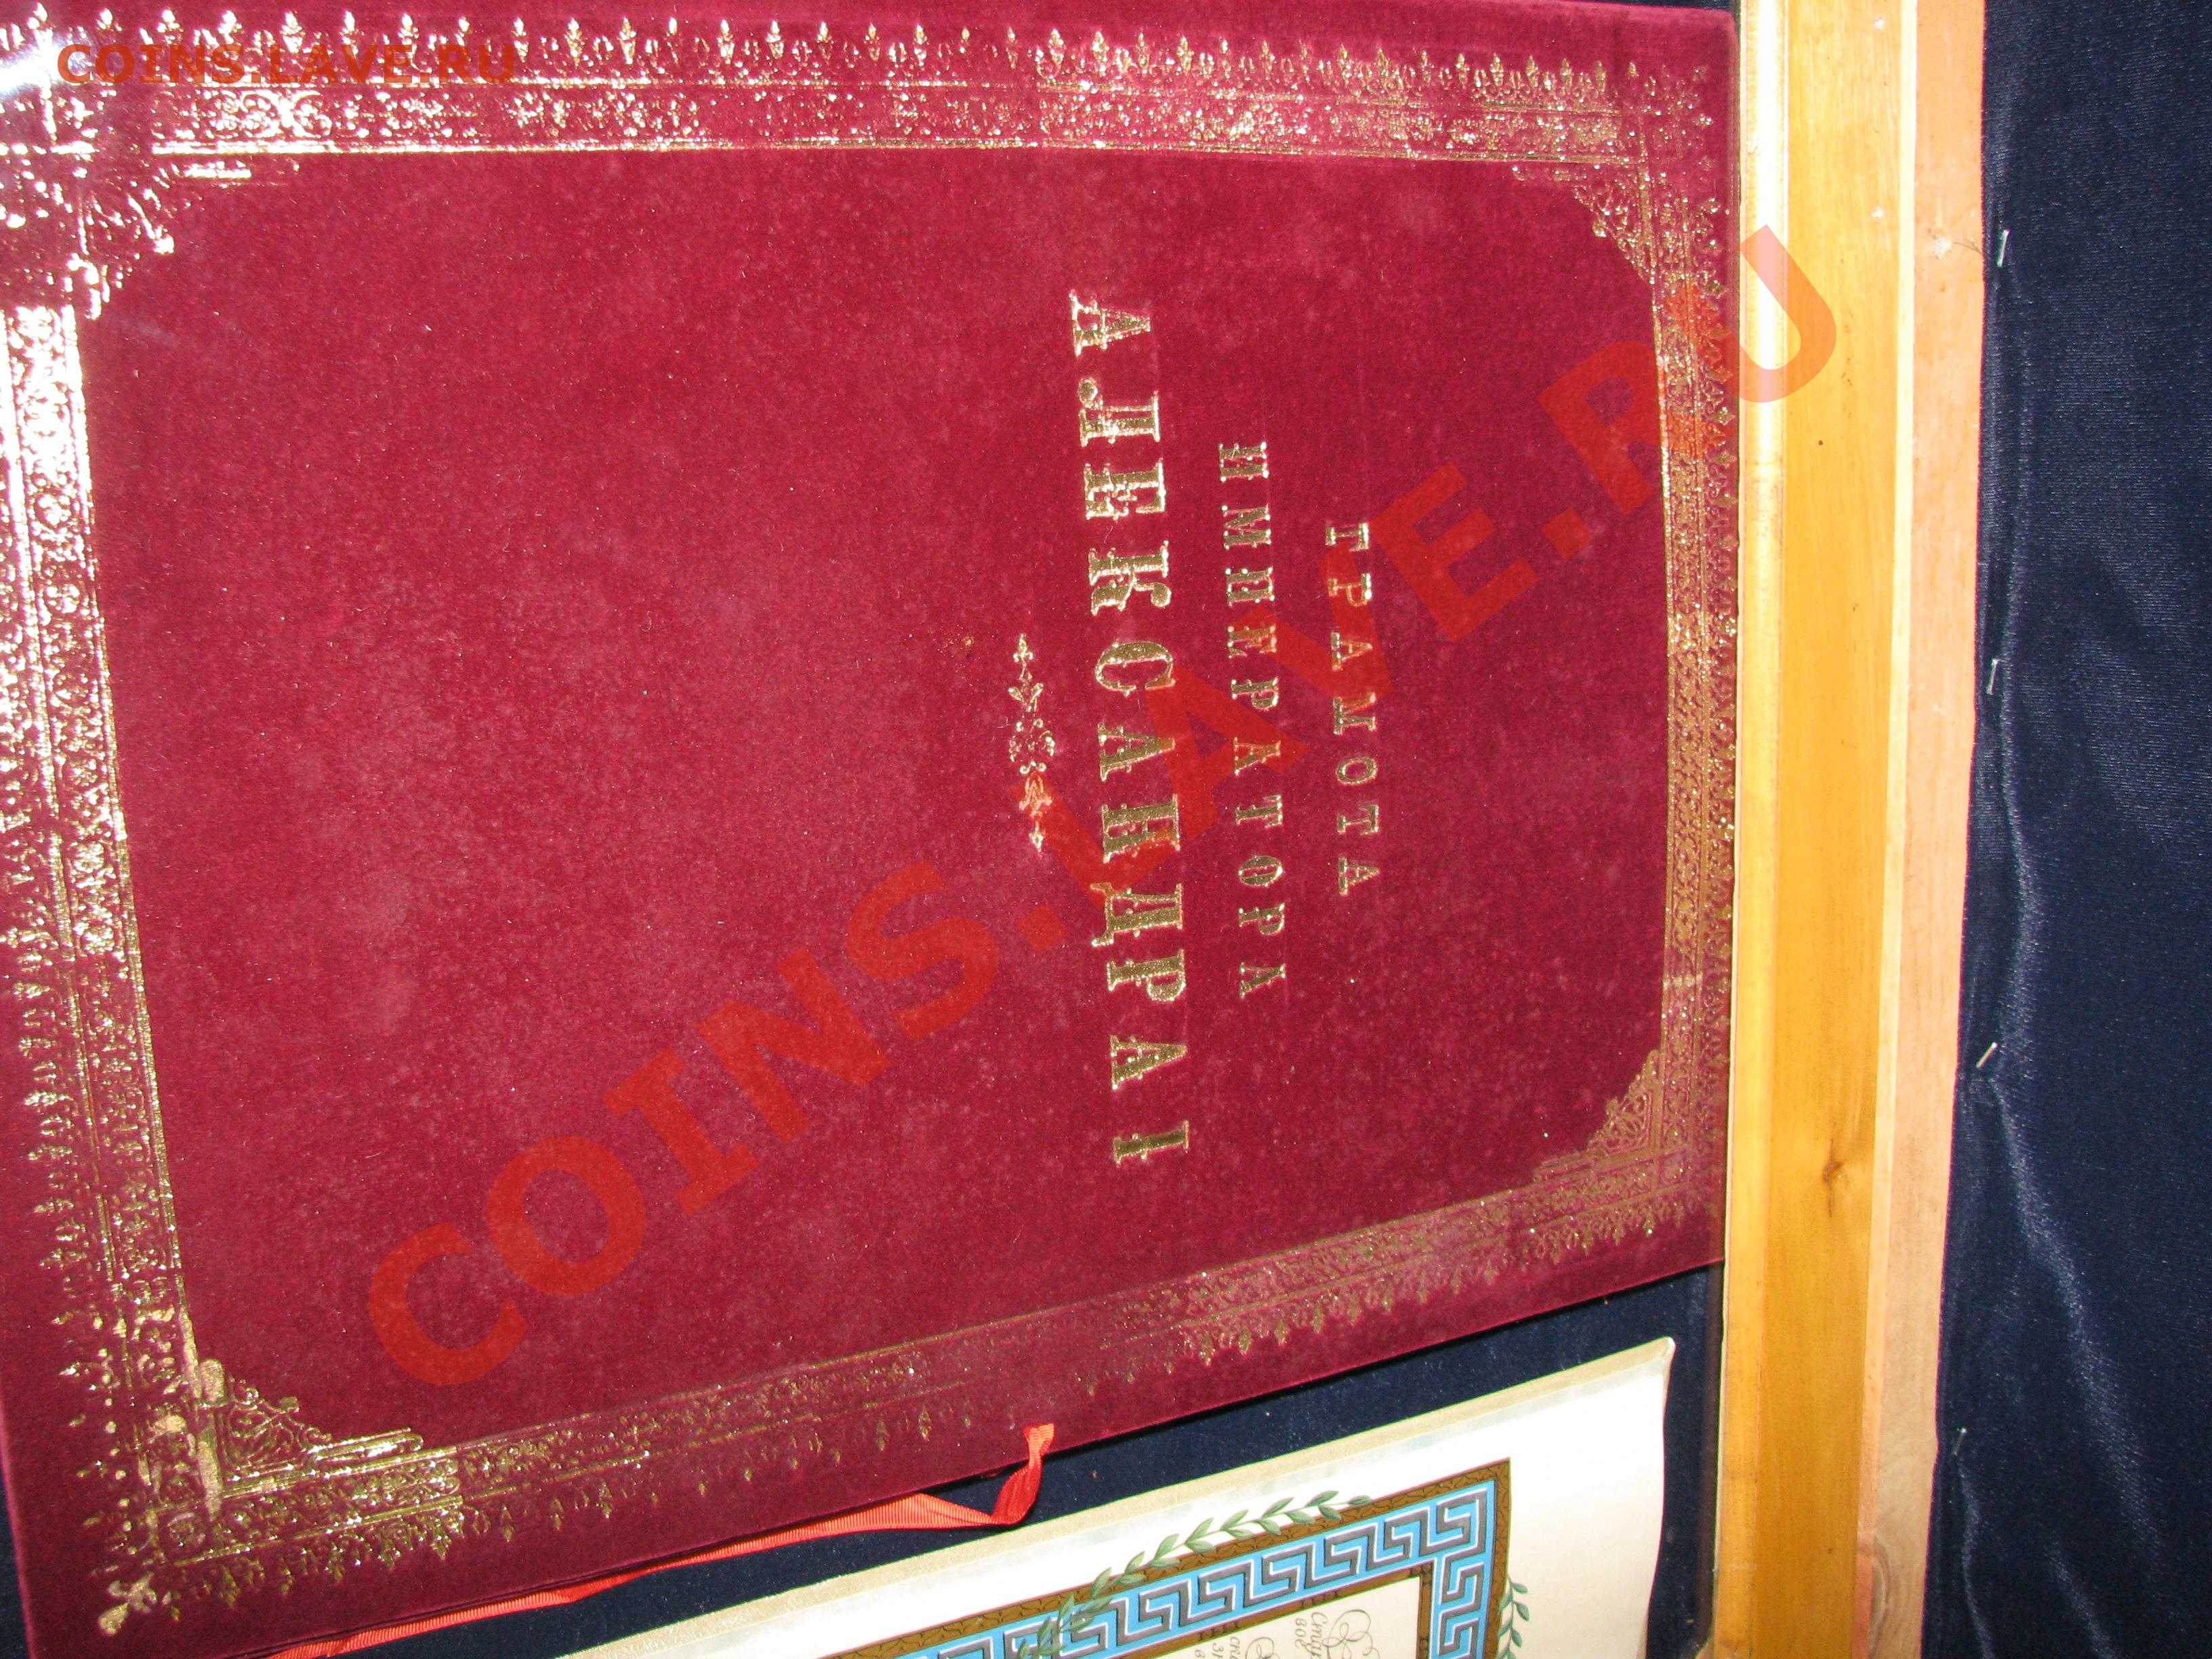 ГРАМОТА
ИМПЕРАТОРА
АЛЕКСАНДРА I
COINS.LAVE.RU
COINS.LAVE.RU